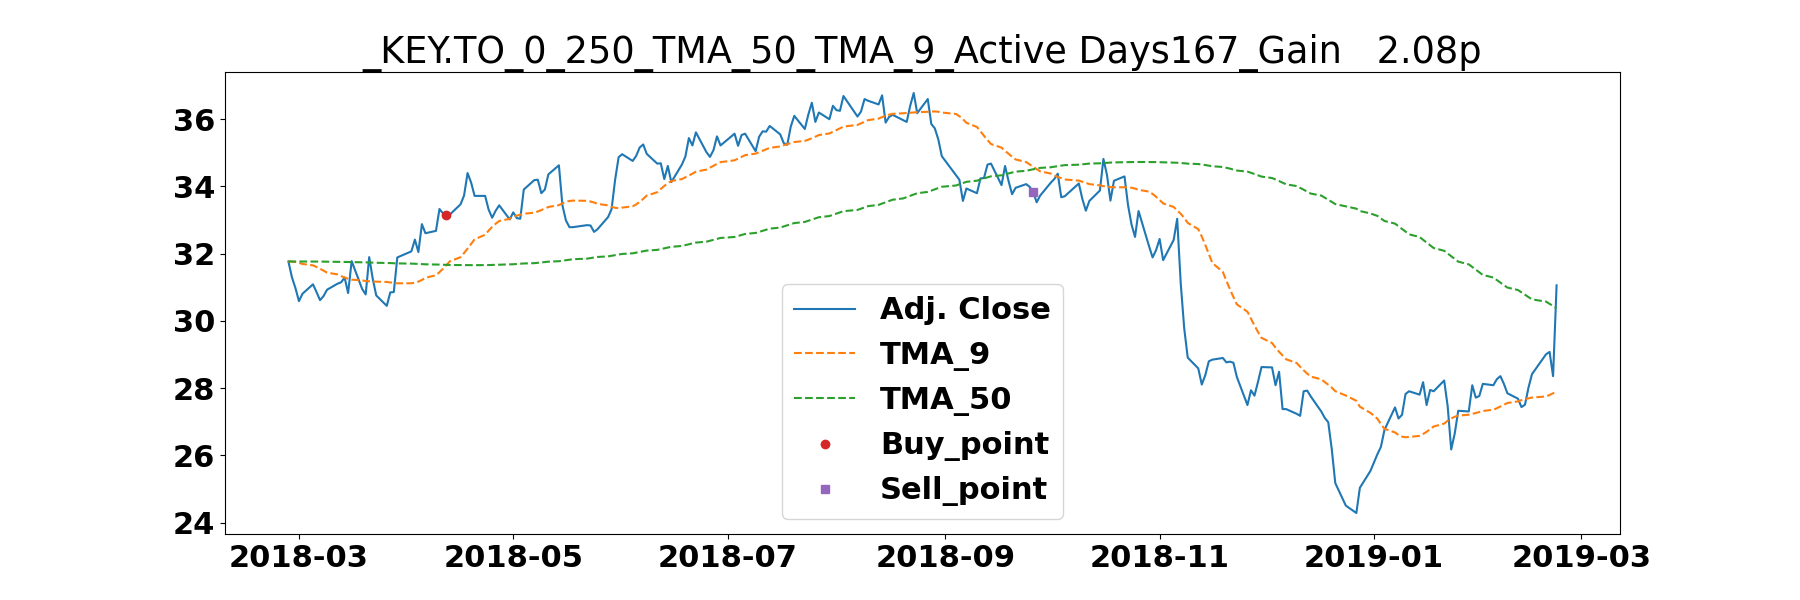 _KEY.TO_0_250_TMA_50_TMA_9_Active Days167_Gain   2.08p
36
34
32
30
28
26
24
Adj. Close
TMA_9
TMA_50
Buy_point
Sell_point
2018-03 2018-05 2018-07 2018-09 2018-11 2019-01 2019-03